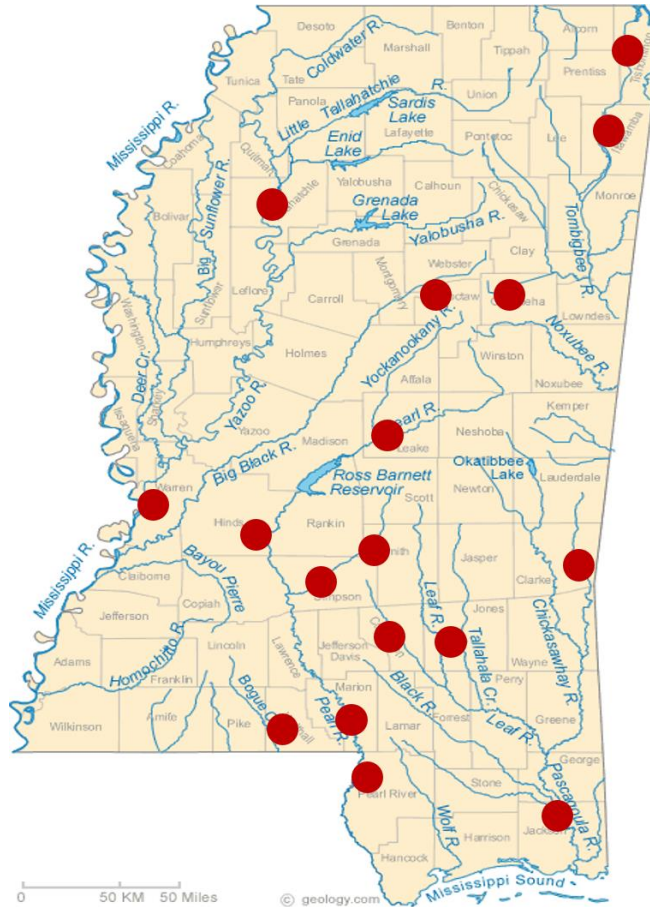 Desoto
Coldwater R.
Marshall
Benton
Tippah
Alcorn
Tishomingo
Prentiss
Tunica
Tate
Panola
Little Tallahatchie R.
Union
Sardis
Lake
Mississippi R.
Coahoma
Quitman
Enid
Lake
Lafayette
Pontotoc
Lee
Itawamba
Big Sunflower R.
Yalobusha
Calhoun
Chickasaw
Monroe
Bolivar
Grenada
Lake
Tombigbee R.
Yalobusha R.
Grenada
Clay
Webster
Montgomery
Leflore
Carroll
Sunflower
Lowndes
Washington
Humphreys
Yockanookany R.
Noxubee R.
Deer Cr.
Holmes
Winston
Noxubee
Sharkey
Yazoo R.
Issaquena
Yazoo
Kemper
Madison
Pearl R.
Leake
Neshoba
Big Black R.
Okatibbee
Lake
Ross Barnett
Reservoir
Warren
Scott
Newton
Lauderdale
Hinds
Rankin
Mississippi R.
Claiborne
Bayou Pierre
Jasper
Clarke
Leaf R.
Copiah
Jefferson
Jones
Tallahala Cr.
Chickasawhay R.
Homochitto R.
Lincoln
Lawrence
Jefferson
Davis
Wayne
Adams
Franklin
Marion
Perry
Black R.
Wilkinson
Amite
Pike
Bogue
Pearl R.
Lamar
Forrest
Leaf R.
Greene
George
Pascagoula R.
Stone
Pearl River
Wolf R.
Harrison
Jackson
Hancock
Mississippi Sound
0 50 KM 50 Miles
© geology.com